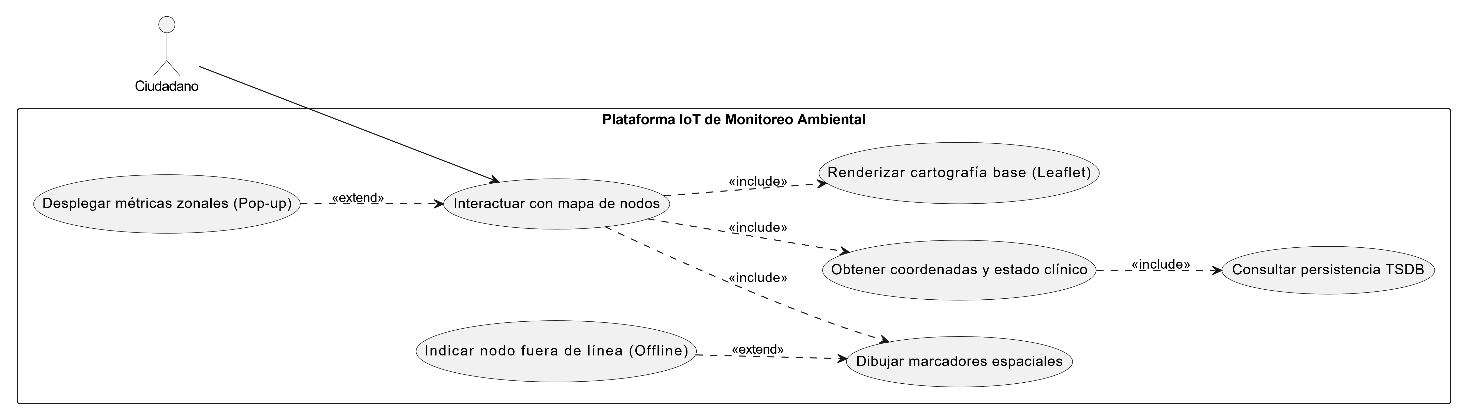 Ciudadano
Plataforma IoT de Monitoreo Ambiental
Renderizar cartografía base (Leaflet)
«include»
Desplegar métricas zonales (Pop-up)
«extend»
Interactuar con mapa de nodos
«include»
Obtener coordenadas y estado clínico
«include»
Consultar persistencia TSDB
«include»
Indicar nodo fuera de línea (Offline)
«extend»
Dibujar marcadores espaciales